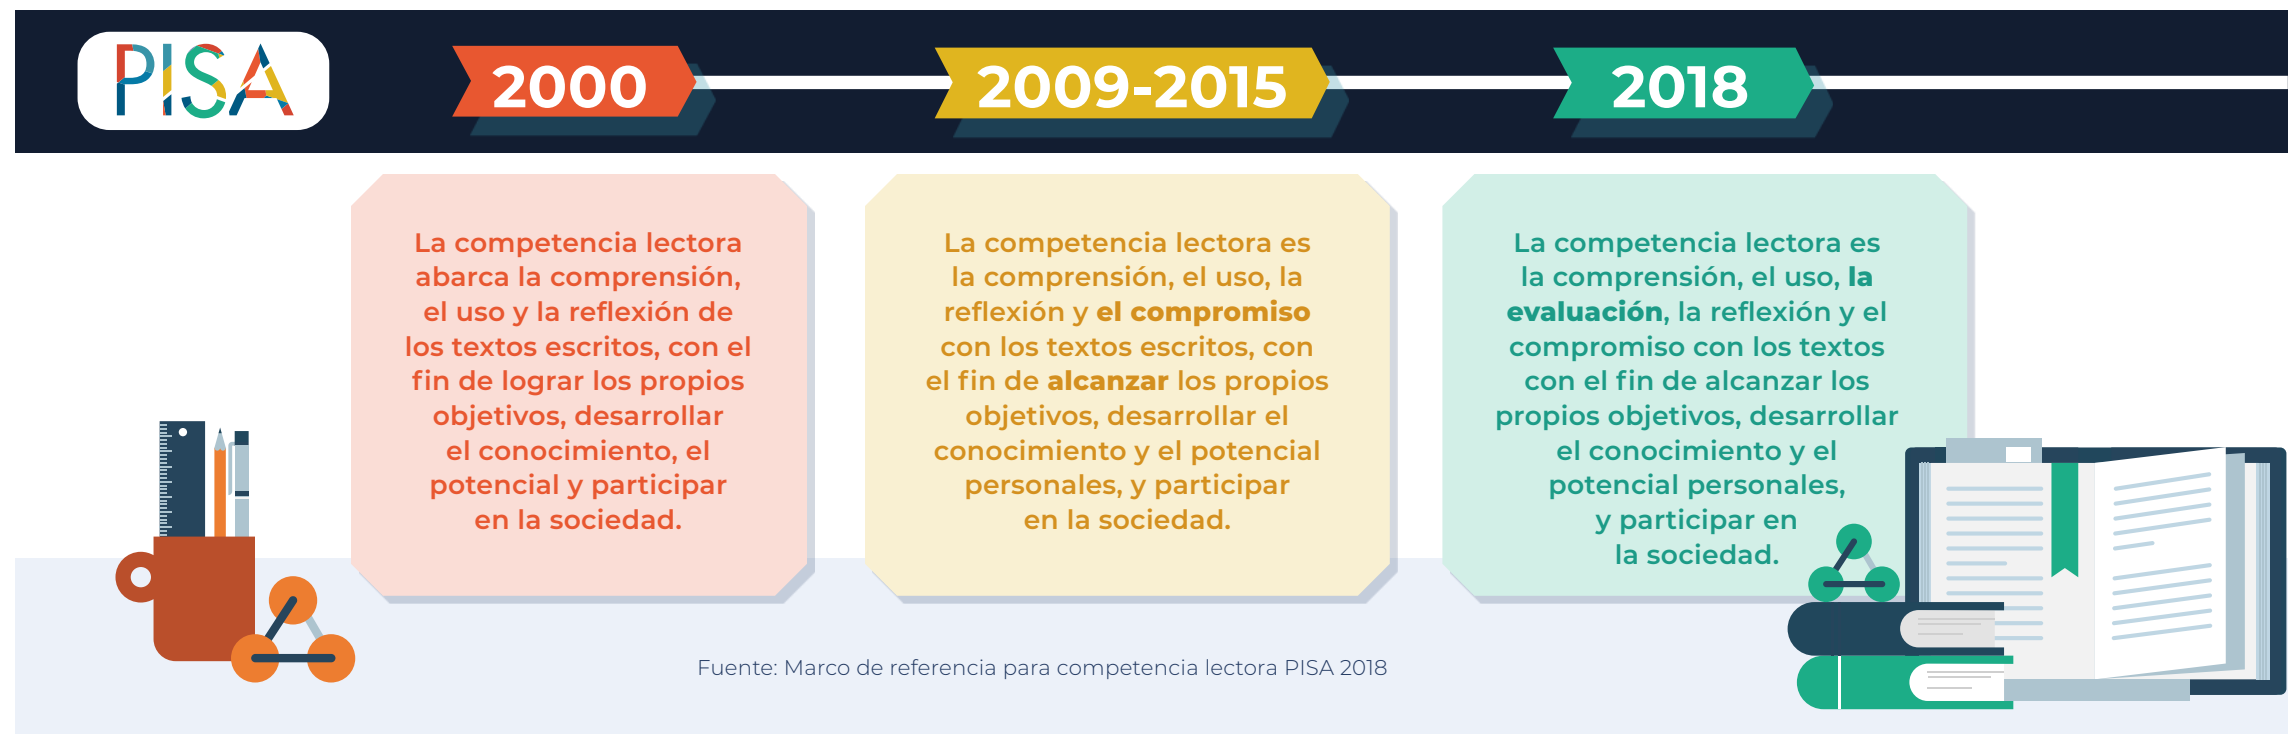 PISA
2000
2009-2015
2018
La competencia lectora
abarca la comprensión,
el uso y la reflexión de
los textos escritos, con el
fin de lograr los propios
objetivos, desarrollar
el conocimiento, el
potencial y participar
en la sociedad.
La competencia lectora es
la comprensión, el uso, la
reflexión y el compromiso
con los textos escritos, con
el fin de alcanzar los propios
objetivos, desarrollar el
conocimiento y el potencial
personales, y participar
en la sociedad.
La competencia lectora es
la comprensión, el uso, la
evaluación, la reflexión y el
compromiso con los textos
con el fin de alcanzar los
propios objetivos, desarrollar
el conocimiento y el
potencial personales,
y participar en
la sociedad.
Fuente: Marco de referencia para competencia lectora PISA 2018